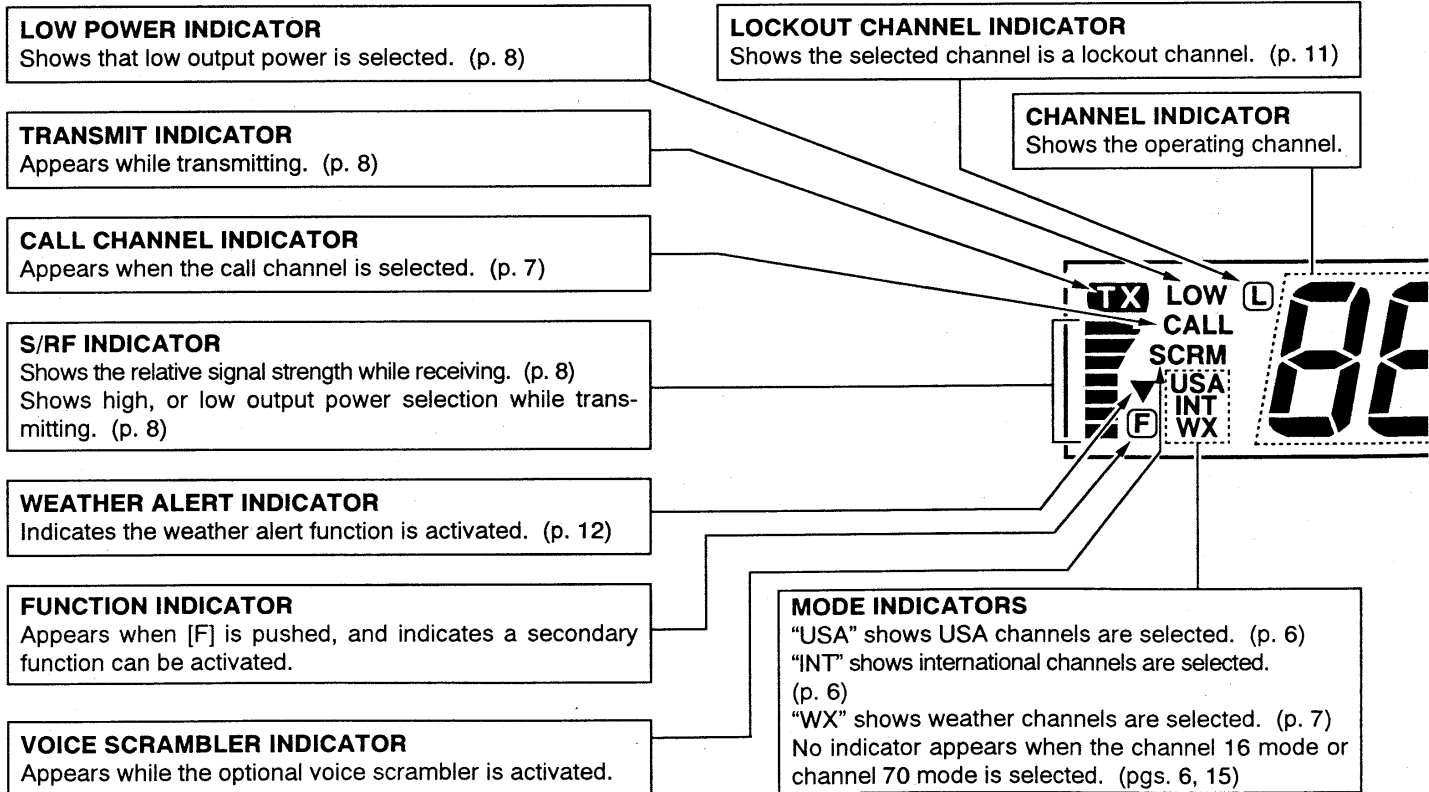 LOW POWER INDICATOR
Shows that low output power is selected. (p. 8)
TRANSMIT INDICATOR
Appears while transmitting. (p. 8)
CALL CHANNEL INDICATOR
Appears when the call channel is selected. (p. 7)
S/RF INDICATOR
Shows the relative signal strength while receiving. (p. 8)
Shows high, or low output power selection while trans-
mitting. (p. 8)
WEATHER ALERT INDICATOR
Indicates the weather alert function is activated. (p. 12)
FUNCTION INDICATOR
Appears when [F] is pushed, and indicates a secondary
function can be activated.
VOICE SCRAMBLER INDICATOR
Appears while the optional voice scrambler is activated.
LOCKOUT CHANNEL INDICATOR
Shows the selected channel is a lockout channel. (p. 11)
CHANNEL INDICATOR
Shows the operating channel.
TX LOW L
CALL
SCRM
USA
INT
F WX
MODE INDICATORS
“USA” shows USA channels are selected. (p. 6)
“INT” shows international channels are selected.
(p. 6)
“WX” shows weather channels are selected. (p. 7)
No indicator appears when the channel 16 mode or
channel 70 mode is selected. (pgs. 6, 15)